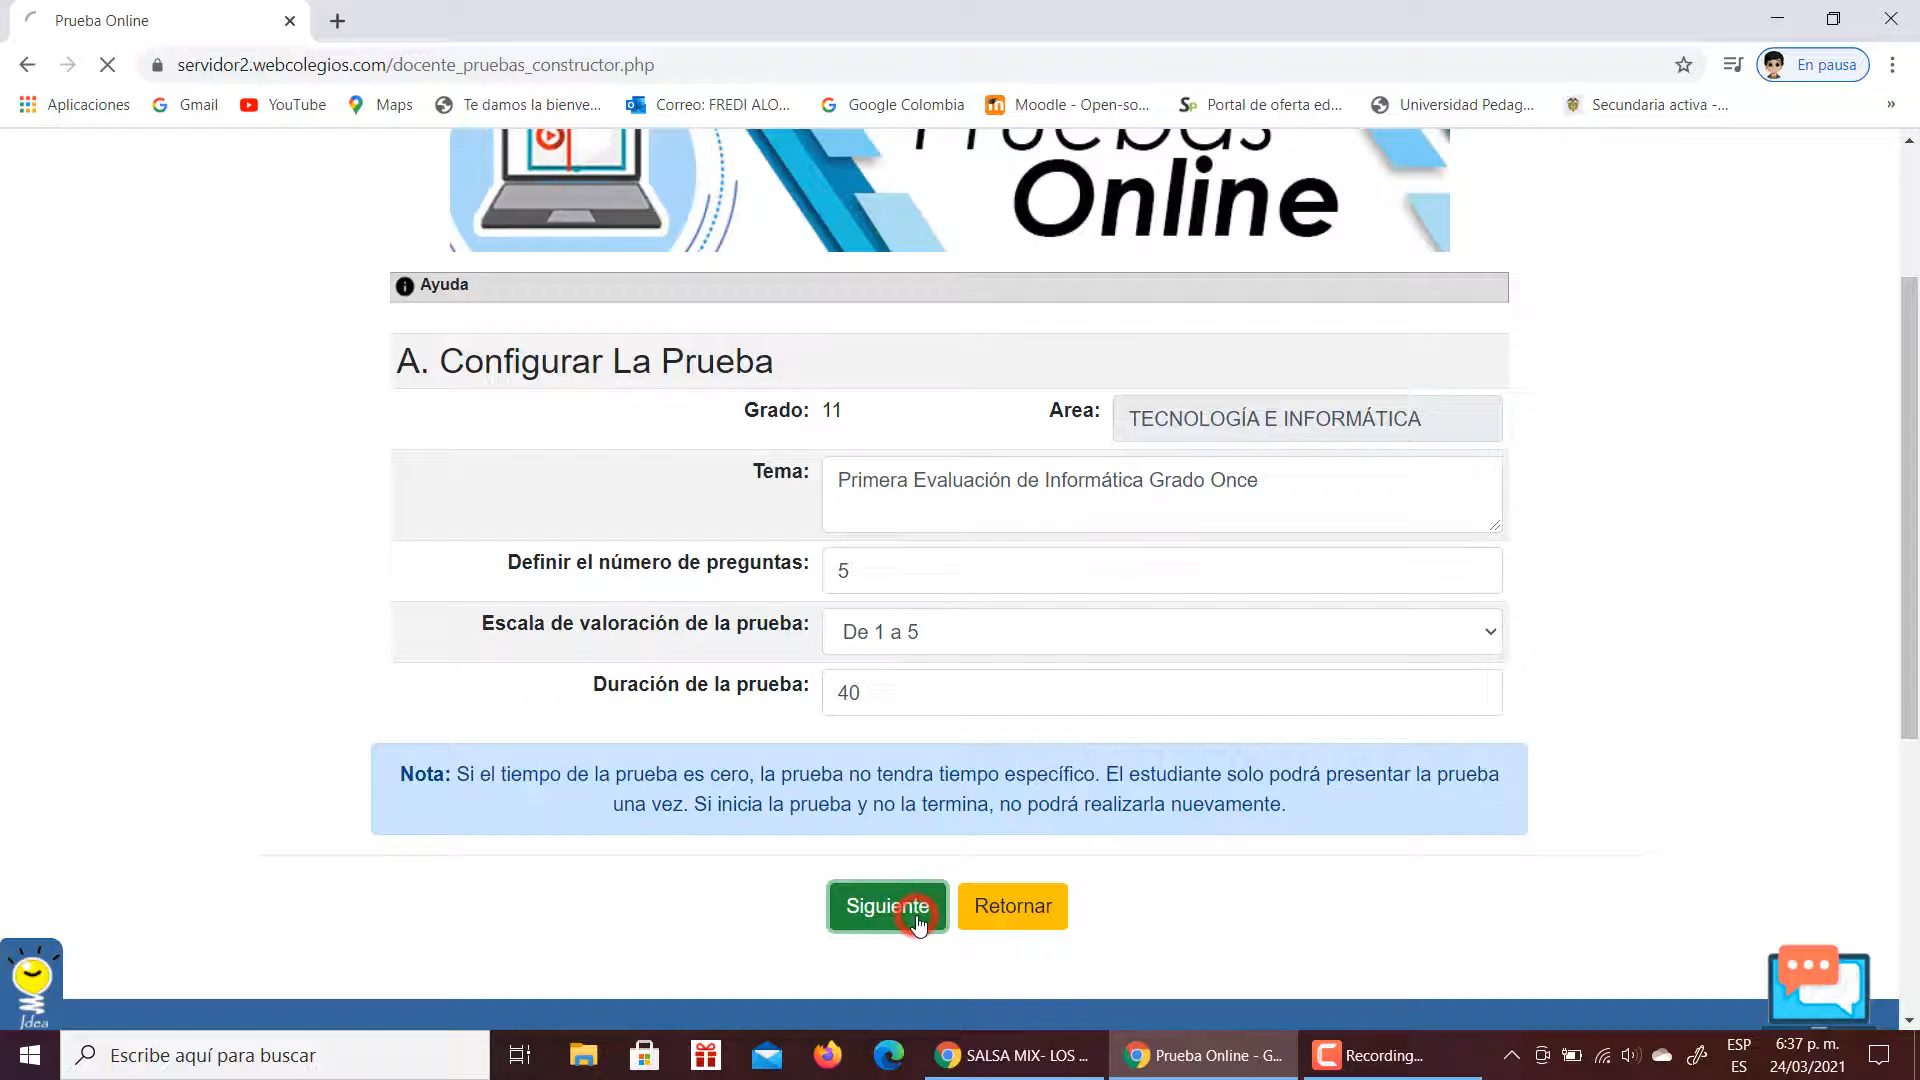 Prueba Online
servidor2.webcolegios.com/docente_pruebas_constructor.php
En pausa
Aplicaciones
Gmail
YouTube
Maps
Te damos la bienve...
Correo: FREDI ALO...
Google Colombia
Moodle - Open-so...
Portal de oferta ed...
Universidad Pedag...
Secundaria activa -...
»
Pruebas
Online
Ayuda
A. Configurar La Prueba
Grado: 11
Area: TECNOLOGÍA E INFORMÁTICA
Tema: Primera Evaluación de Informática Grado Once
Definir el número de preguntas: 5
Escala de valoración de la prueba: De 1 a 5
Duración de la prueba: 40
Nota: Si el tiempo de la prueba es cero, la prueba no tendra tiempo específico. El estudiante solo podrá presentar la prueba
una vez. Si inicia la prueba y no la termina, no podrá realizarla nuevamente.
Siguiente
Retornar
Idea
Escribe aquí para buscar
SALSA MIX- LOS ...
Prueba Online - G...
Recording...
ESP
ES
6:37 p. m.
24/03/2021